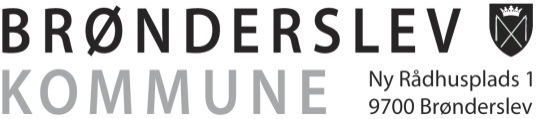 BRØNDERSLEV
KOMMUNE
Ny Rådhusplads 1
9700 Brønderslev